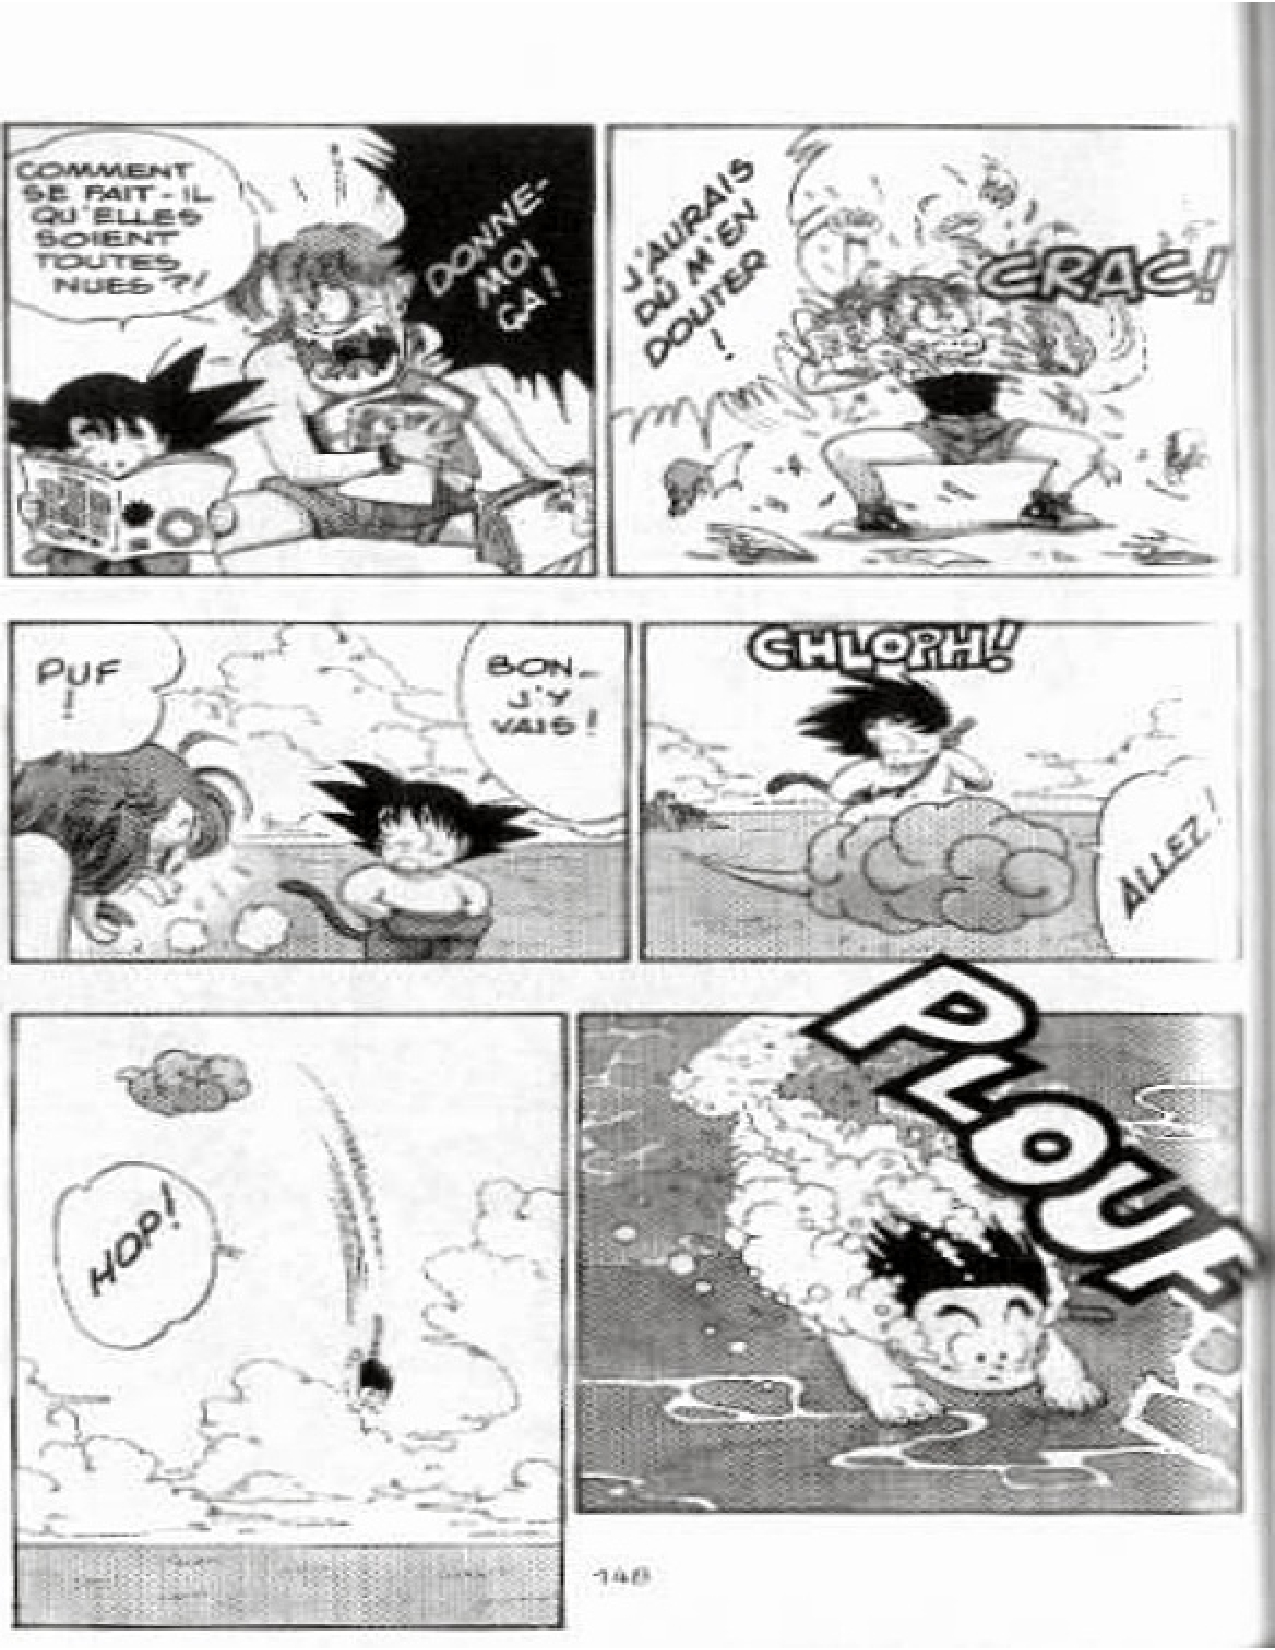 COMMENT
SE FAIT-IL
QU'ELLES
SOIENT
TOUTES
NUES ?!
DONNE-
MOI
ÇA !
J'AURAIS
DÛ M'EN
DOUTER
!
CRAC!
PUF
!
BON_
J'Y
VAIS !
CHLOPH!
ALLEZ !
HOP!
PLOUF
148